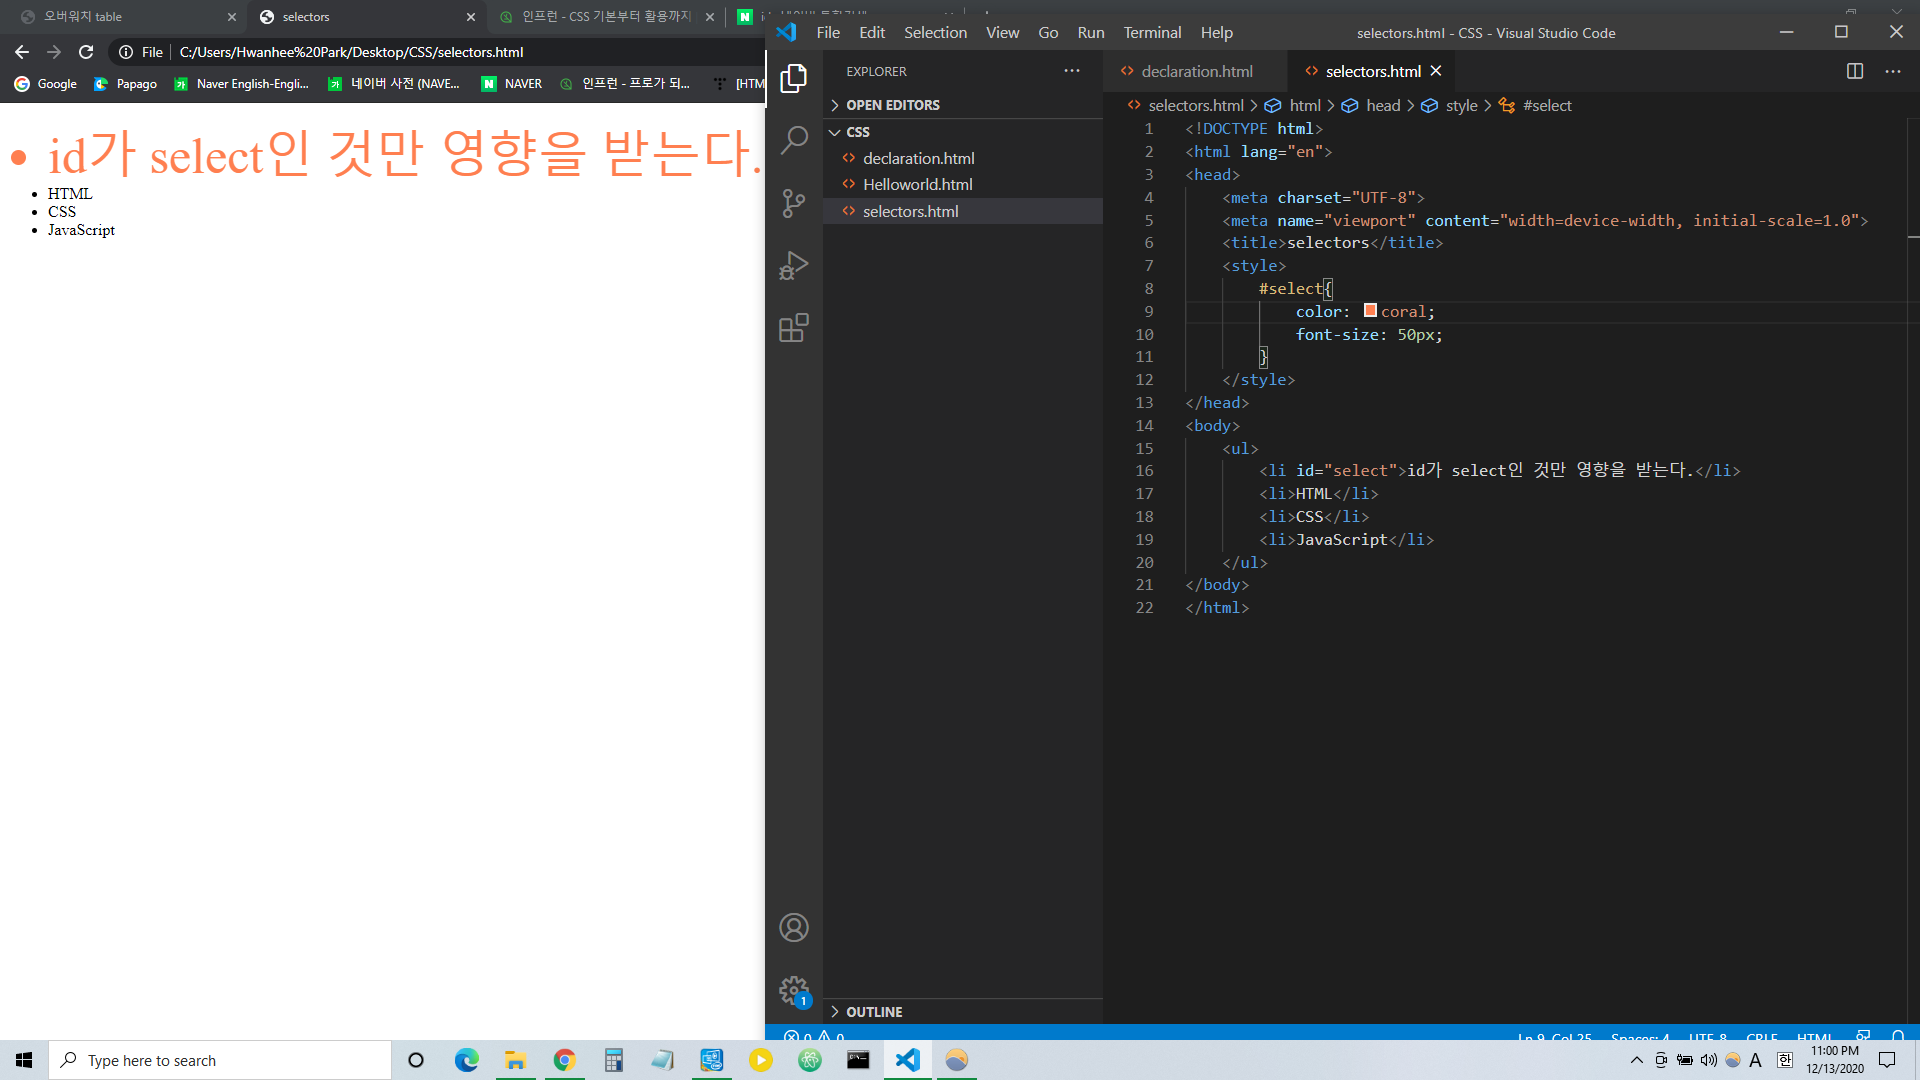 오버워치 table
selectors
인프런 - CSS 기본부터 활용까지
File
C:/Users/Hwanhee%20Park/Desktop/CSS/selectors.html
Google
Papago
Naver English-Engli...
네이버 사전 (NAVE...
NAVER
인프런 - 프로가 되...
[HTM
id가 select인 것만 영향을 받는다.
HTML
CSS
JavaScript
File Edit Selection View Go Run Terminal Help
selectors.html - CSS - Visual Studio Code
EXPLORER
OPEN EDITORS
CSS
declaration.html
Helloworld.html
selectors.html
OUTLINE
declaration.html
selectors.html
selectors.html > html > head > style > #select
1 <!DOCTYPE html>
2 <html lang="en">
3 <head>
4 <meta charset="UTF-8">
5 <meta name="viewport" content="width=device-width, initial-scale=1.0">
6 <title>selectors</title>
7 <style>
8 #select{
9 color: coral;
10 font-size: 50px;
11 }
12 </style>
13 </head>
14 <body>
15 <ul>
16 <li id="select">id가 select인 것만 영향을 받는다.</li>
17 <li>HTML</li>
18 <li>CSS</li>
19 <li>JavaScript</li>
20 </ul>
21 </body>
22 </html>
1
0 0
Ln 9, Col 25 Spaces: 4 UTF-8 CRLF HTML
Type here to search
A 한
11:00 PM
12/13/2020